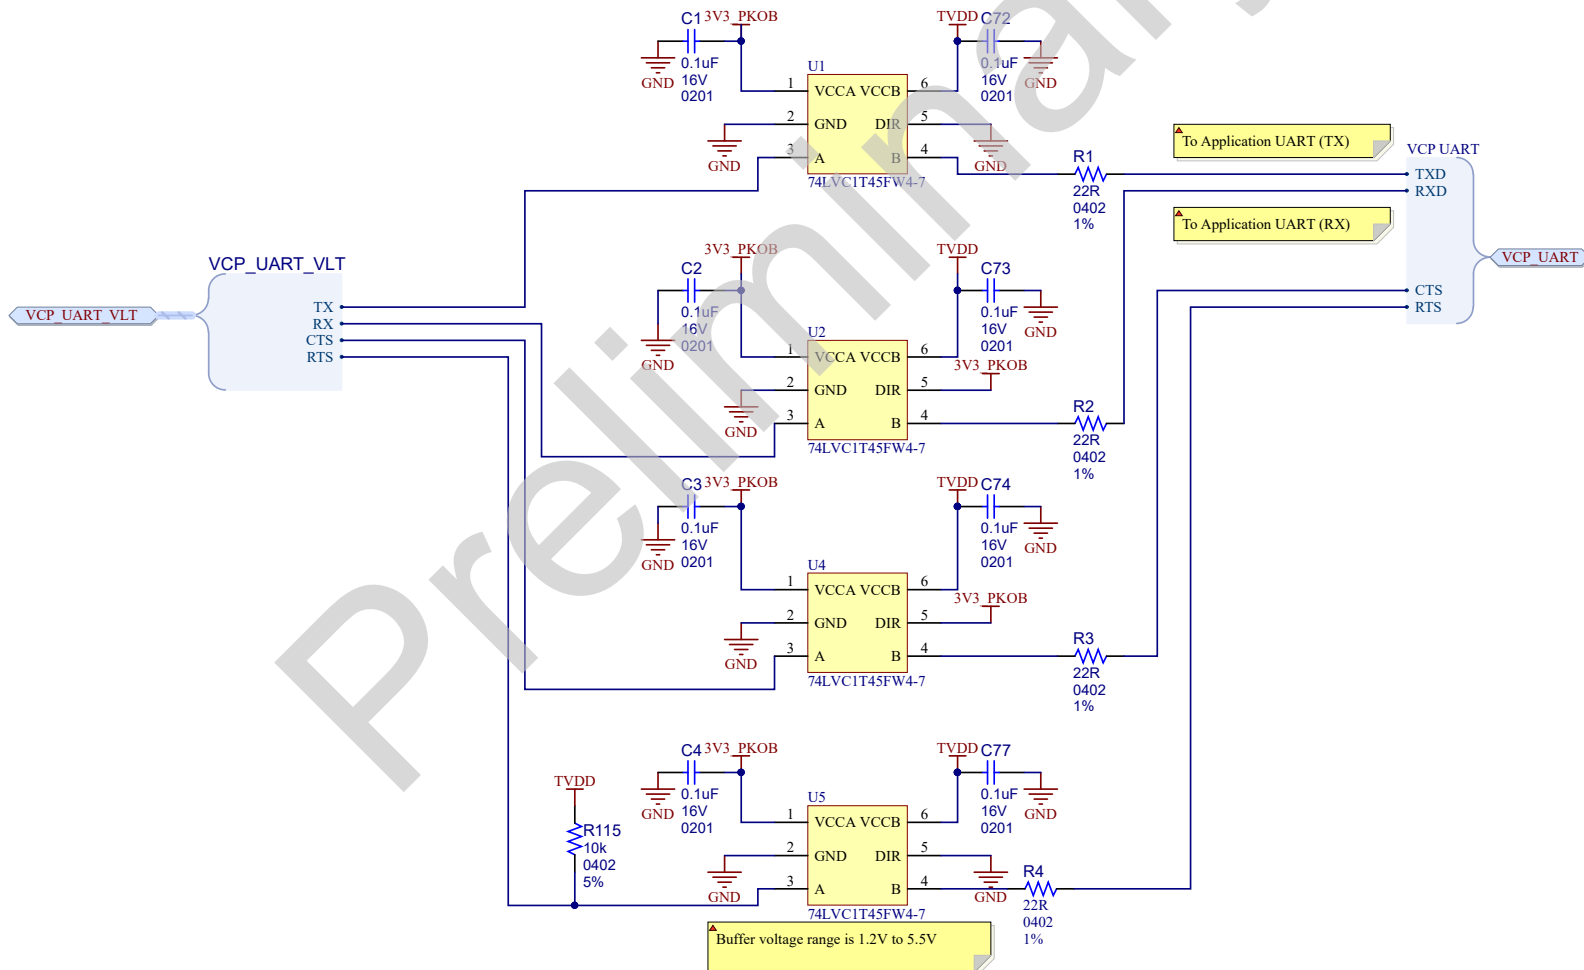 C1 3V3_PKOB
0.1uF
16V
0201
GND
TVDD C72
0.1uF
16V
0201
GND
U1
1 VCCA VCCB 6
2 GND DIR 5
3 A B 4
74LVC1T45FW4-7
GND
GND
R1
22R
0402
1%
To Application UART (TX)
To Application UART (RX)
VCP UART
TXD
RXD
CTS
RTS
VCP_UART
VCP_UART_VLT
VCP_UART_VLT
TX
RX
CTS
RTS
3V3_PKOB
C2
0.1uF
16V
0201
GND
TVDD
C73
0.1uF
16V
0201
GND
U2
1 VCCA VCCB 6
2 GND DIR 5
3 A B 4
74LVC1T45FW4-7
GND
3V3_PKOB
R2
22R
0402
1%
C3 3V3_PKOB
0.1uF
16V
0201
GND
TVDD C74
0.1uF
16V
0201
GND
U4
1 VCCA VCCB 6
2 GND DIR 5
3 A B 4
74LVC1T45FW4-7
GND
3V3_PKOB
R3
22R
0402
1%
C4 3V3_PKOB
0.1uF
16V
0201
GND
TVDD C77
0.1uF
16V
0201
GND
U5
1 VCCA VCCB 6
2 GND DIR 5
3 A B 4
74LVC1T45FW4-7
GND
GND
R4
22R
0402
1%
TVDD
R115
10k
0402
5%
Buffer voltage range is 1.2V to 5.5V
Preliminary